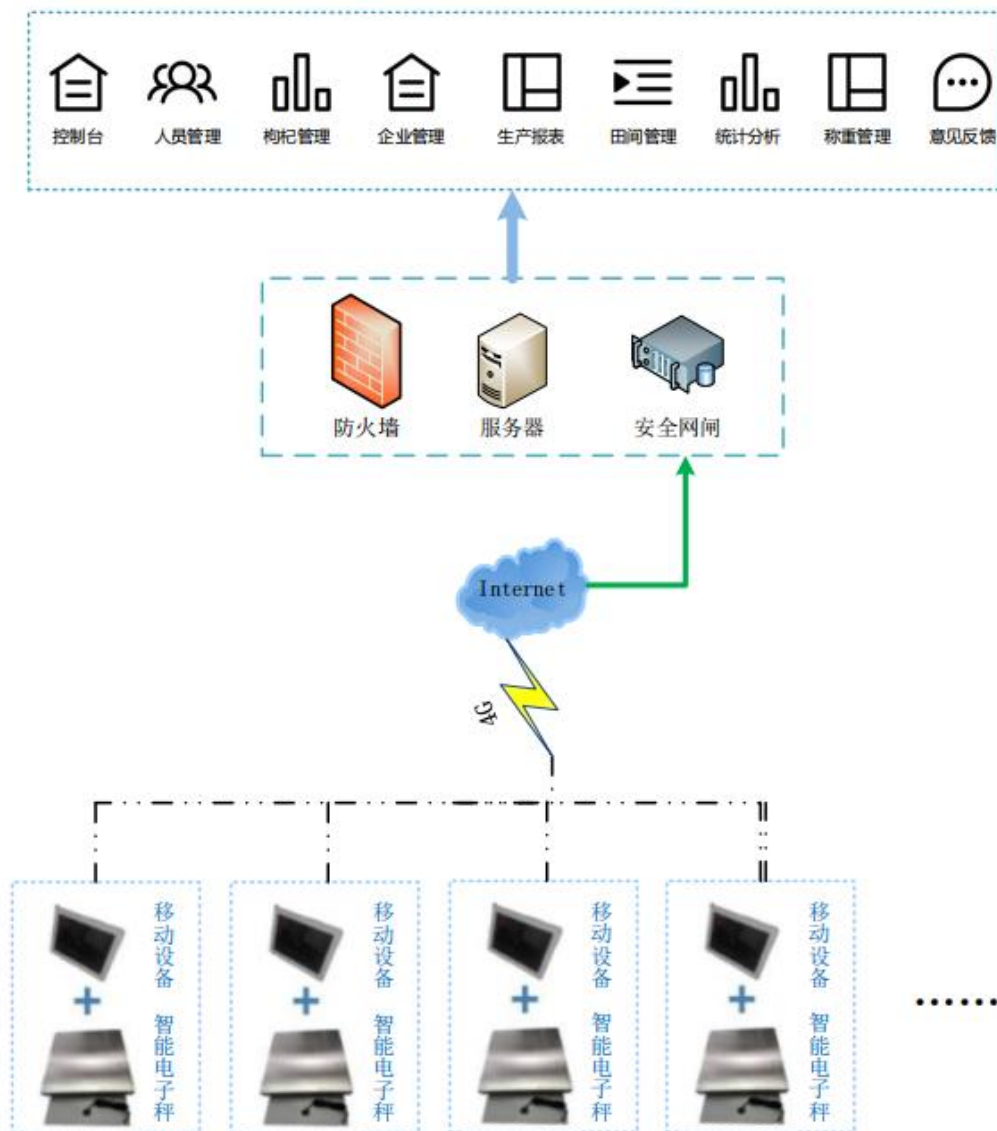 控制台
人员管理
枸杞管理
企业管理
生产报表
田间管理
统计分析
称重管理
意见反馈
防火墙
服务器
安全网闸
Internet
4G
移动设备
智能电子秤
移动设备
智能电子秤
移动设备
智能电子秤
移动设备
智能电子秤